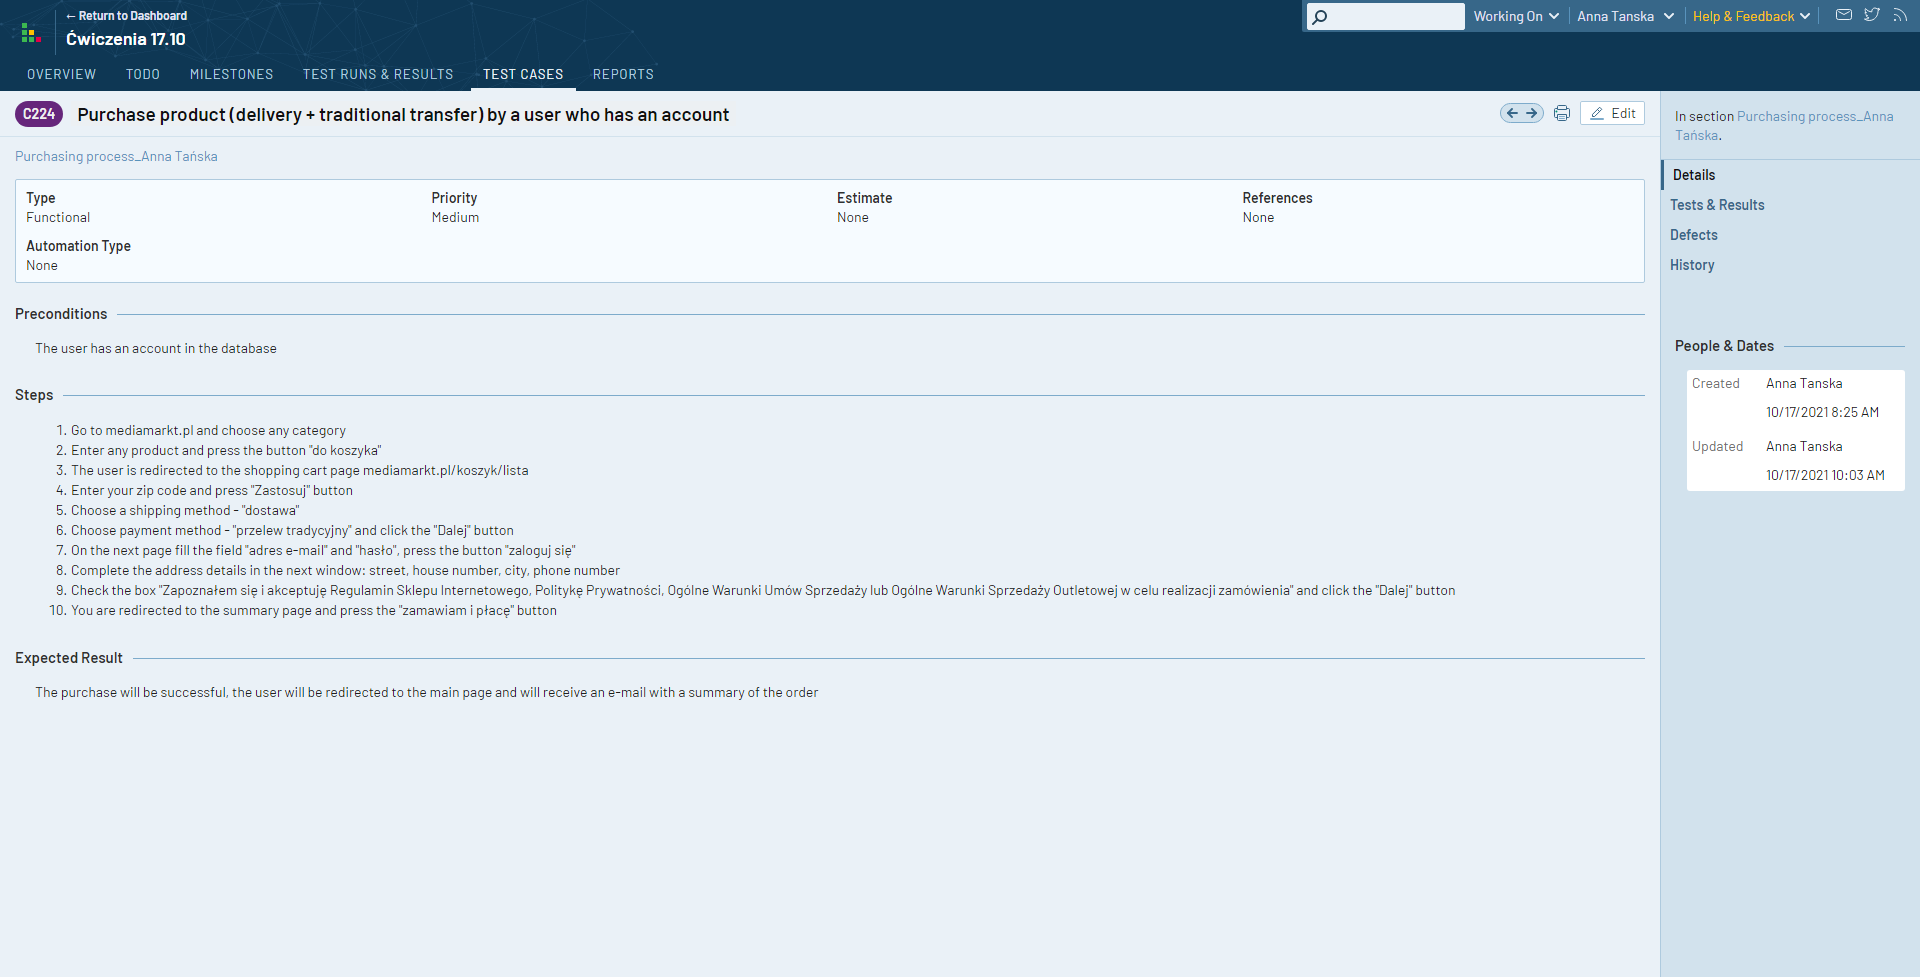 ← Return to Dashboard
Ćwiczenia 17.10
Working On
Anna Tanska
Help & Feedback
OVERVIEW
TODO
MILESTONES
TEST RUNS & RESULTS
TEST CASES
REPORTS
C224
Purchase product (delivery + traditional transfer) by a user who has an account
Edit
Purchasing process_Anna Tańska
Type
Functional
Priority
Medium
Estimate
None
References
None
Automation Type
None
Preconditions
The user has an account in the database
Steps
1. Go to mediamarkt.pl and choose any category
2. Enter any product and press the button "do koszyka"
3. The user is redirected to the shopping cart page mediamarkt.pl/koszyk/lista
4. Enter your zip code and press "Zastosuj" button
5. Choose a shipping method - "dostawa"
6. Choose payment method - "przelew tradycyjny" and click the "Dalej" button
7. On the next page fill the field "adres e-mail" and "hasło", press the button "zaloguj się"
8. Complete the address details in the next window: street, house number, city, phone number
9. Check the box "Zapoznałem się i akceptuję Regulamin Sklepu Internetowego, Politykę Prywatności, Ogólne Warunki Umów Sprzedaży lub Ogólne Warunki Sprzedaży Outletowej w celu realizacji zamówienia" and click the "Dalej" button
10. You are redirected to the summary page and press the "zamawiam i płacę" button
Expected Result
The purchase will be successful, the user will be redirected to the main page and will receive an e-mail with a summary of the order
In section Purchasing process_Anna
Tańska.
Details
Tests & Results
Defects
History
People & Dates
Created
Anna Tanska
10/17/2021 8:25 AM
Updated
Anna Tanska
10/17/2021 10:03 AM